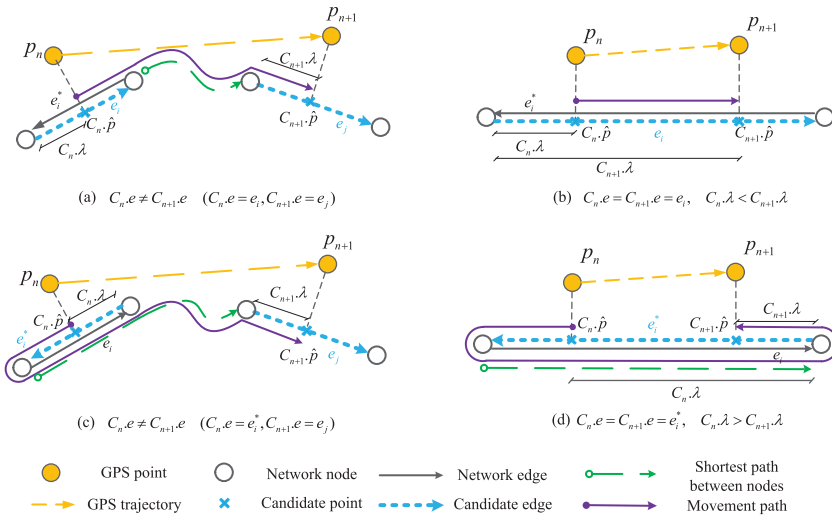 p_n
p_{n+1}
C_{n+1}.λ
e_i^*
e_i
C_n.p̂
C_{n+1}.p̂
e_j
C_n.λ
(a) C_n.e ≠ C_{n+1}.e (C_n.e = e_i, C_{n+1}.e = e_j)
p_n
p_{n+1}
e_i^*
C_n.p̂
e_i
C_{n+1}.p̂
C_n.λ
C_{n+1}.λ
(b) C_n.e = C_{n+1}.e = e_i, C_n.λ < C_{n+1}.λ
p_n
p_{n+1}
C_n.λ
C_{n+1}.λ
C_n.p̂
e_i^*
e_i
C_{n+1}.p̂
e_j
(c) C_n.e ≠ C_{n+1}.e (C_n.e = e_i^*, C_{n+1}.e = e_j)
p_n
p_{n+1}
C_{n+1}.λ
C_n.p̂
e_i^*
C_{n+1}.p̂
e_i
C_n.λ
(d) C_n.e = C_{n+1}.e = e_i^*, C_n.λ > C_{n+1}.λ
GPS point
Network node
Network edge
Shortest path
between nodes
GPS trajectory
Candidate point
Candidate edge
Movement path